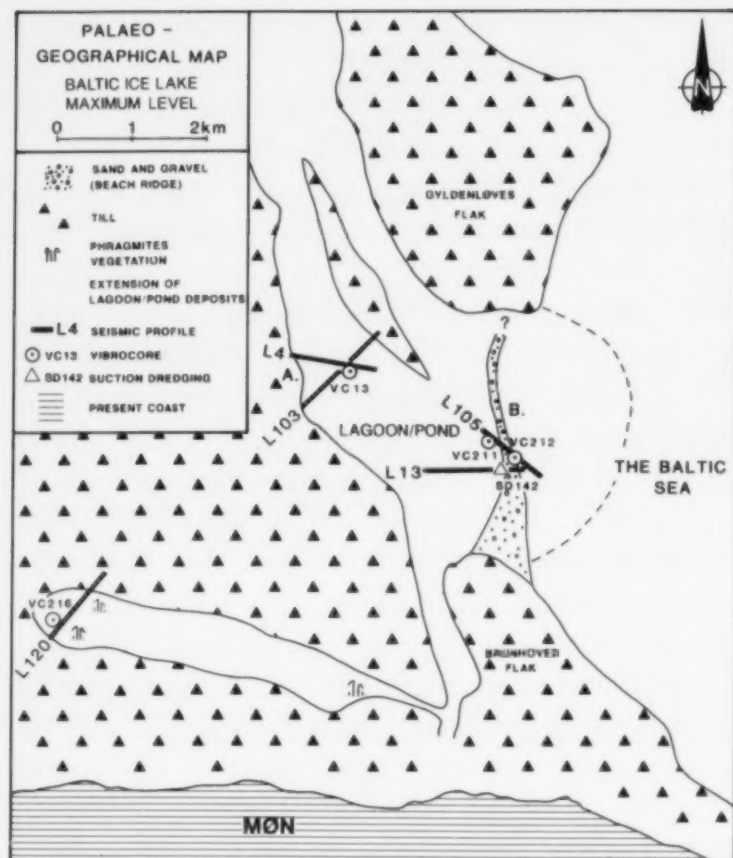 PALAEO -
GEOGRAPHICAL MAP
BALTIC ICE LAKE
MAXIMUM LEVEL
0 1 2km
SAND AND GRAVEL
(BEACH RIDGE)
TILL
PHRAGMITES
VEGETATION
EXTENSION OF
LAGOON/POND DEPOSITS
L4 SEISMIC PROFILE
VC13 VIBROCORE
SD142 SUCTION DREDGING
PRESENT COAST
N
GYLDENLØVES
FLAK
?
L4
A.
VC13
L103
LAGOON/POND
L105
B.
VC211
VC212
L13
SD142
THE BALTIC
SEA
VC216
L120
FLAK
MØN